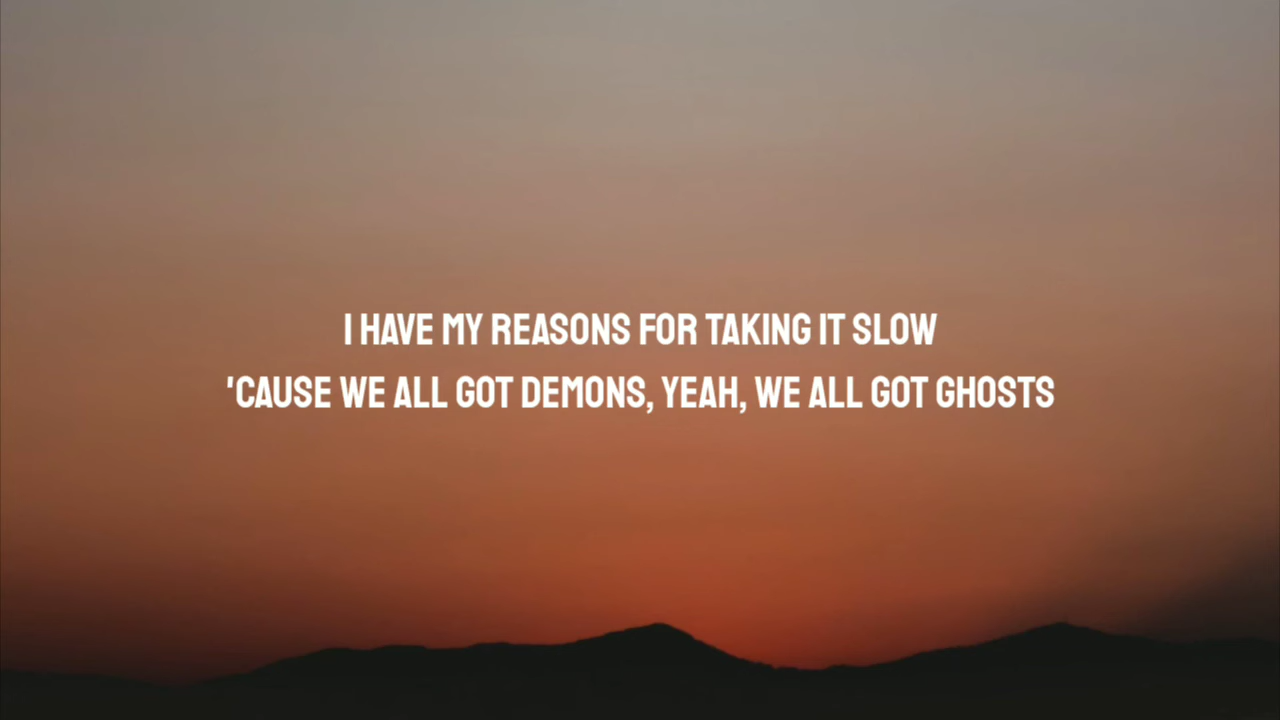 I HAVE MY REASONS FOR TAKING IT SLOW
'CAUSE WE ALL GOT DEMONS, YEAH, WE ALL GOT GHOSTS